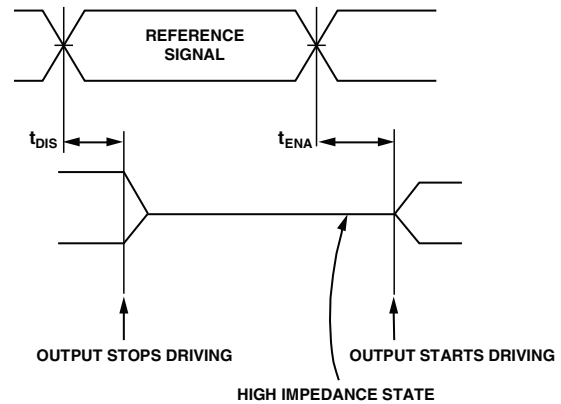 REFERENCE
SIGNAL
tDIS
tENA
OUTPUT STOPS DRIVING
OUTPUT STARTS DRIVING
HIGH IMPEDANCE STATE